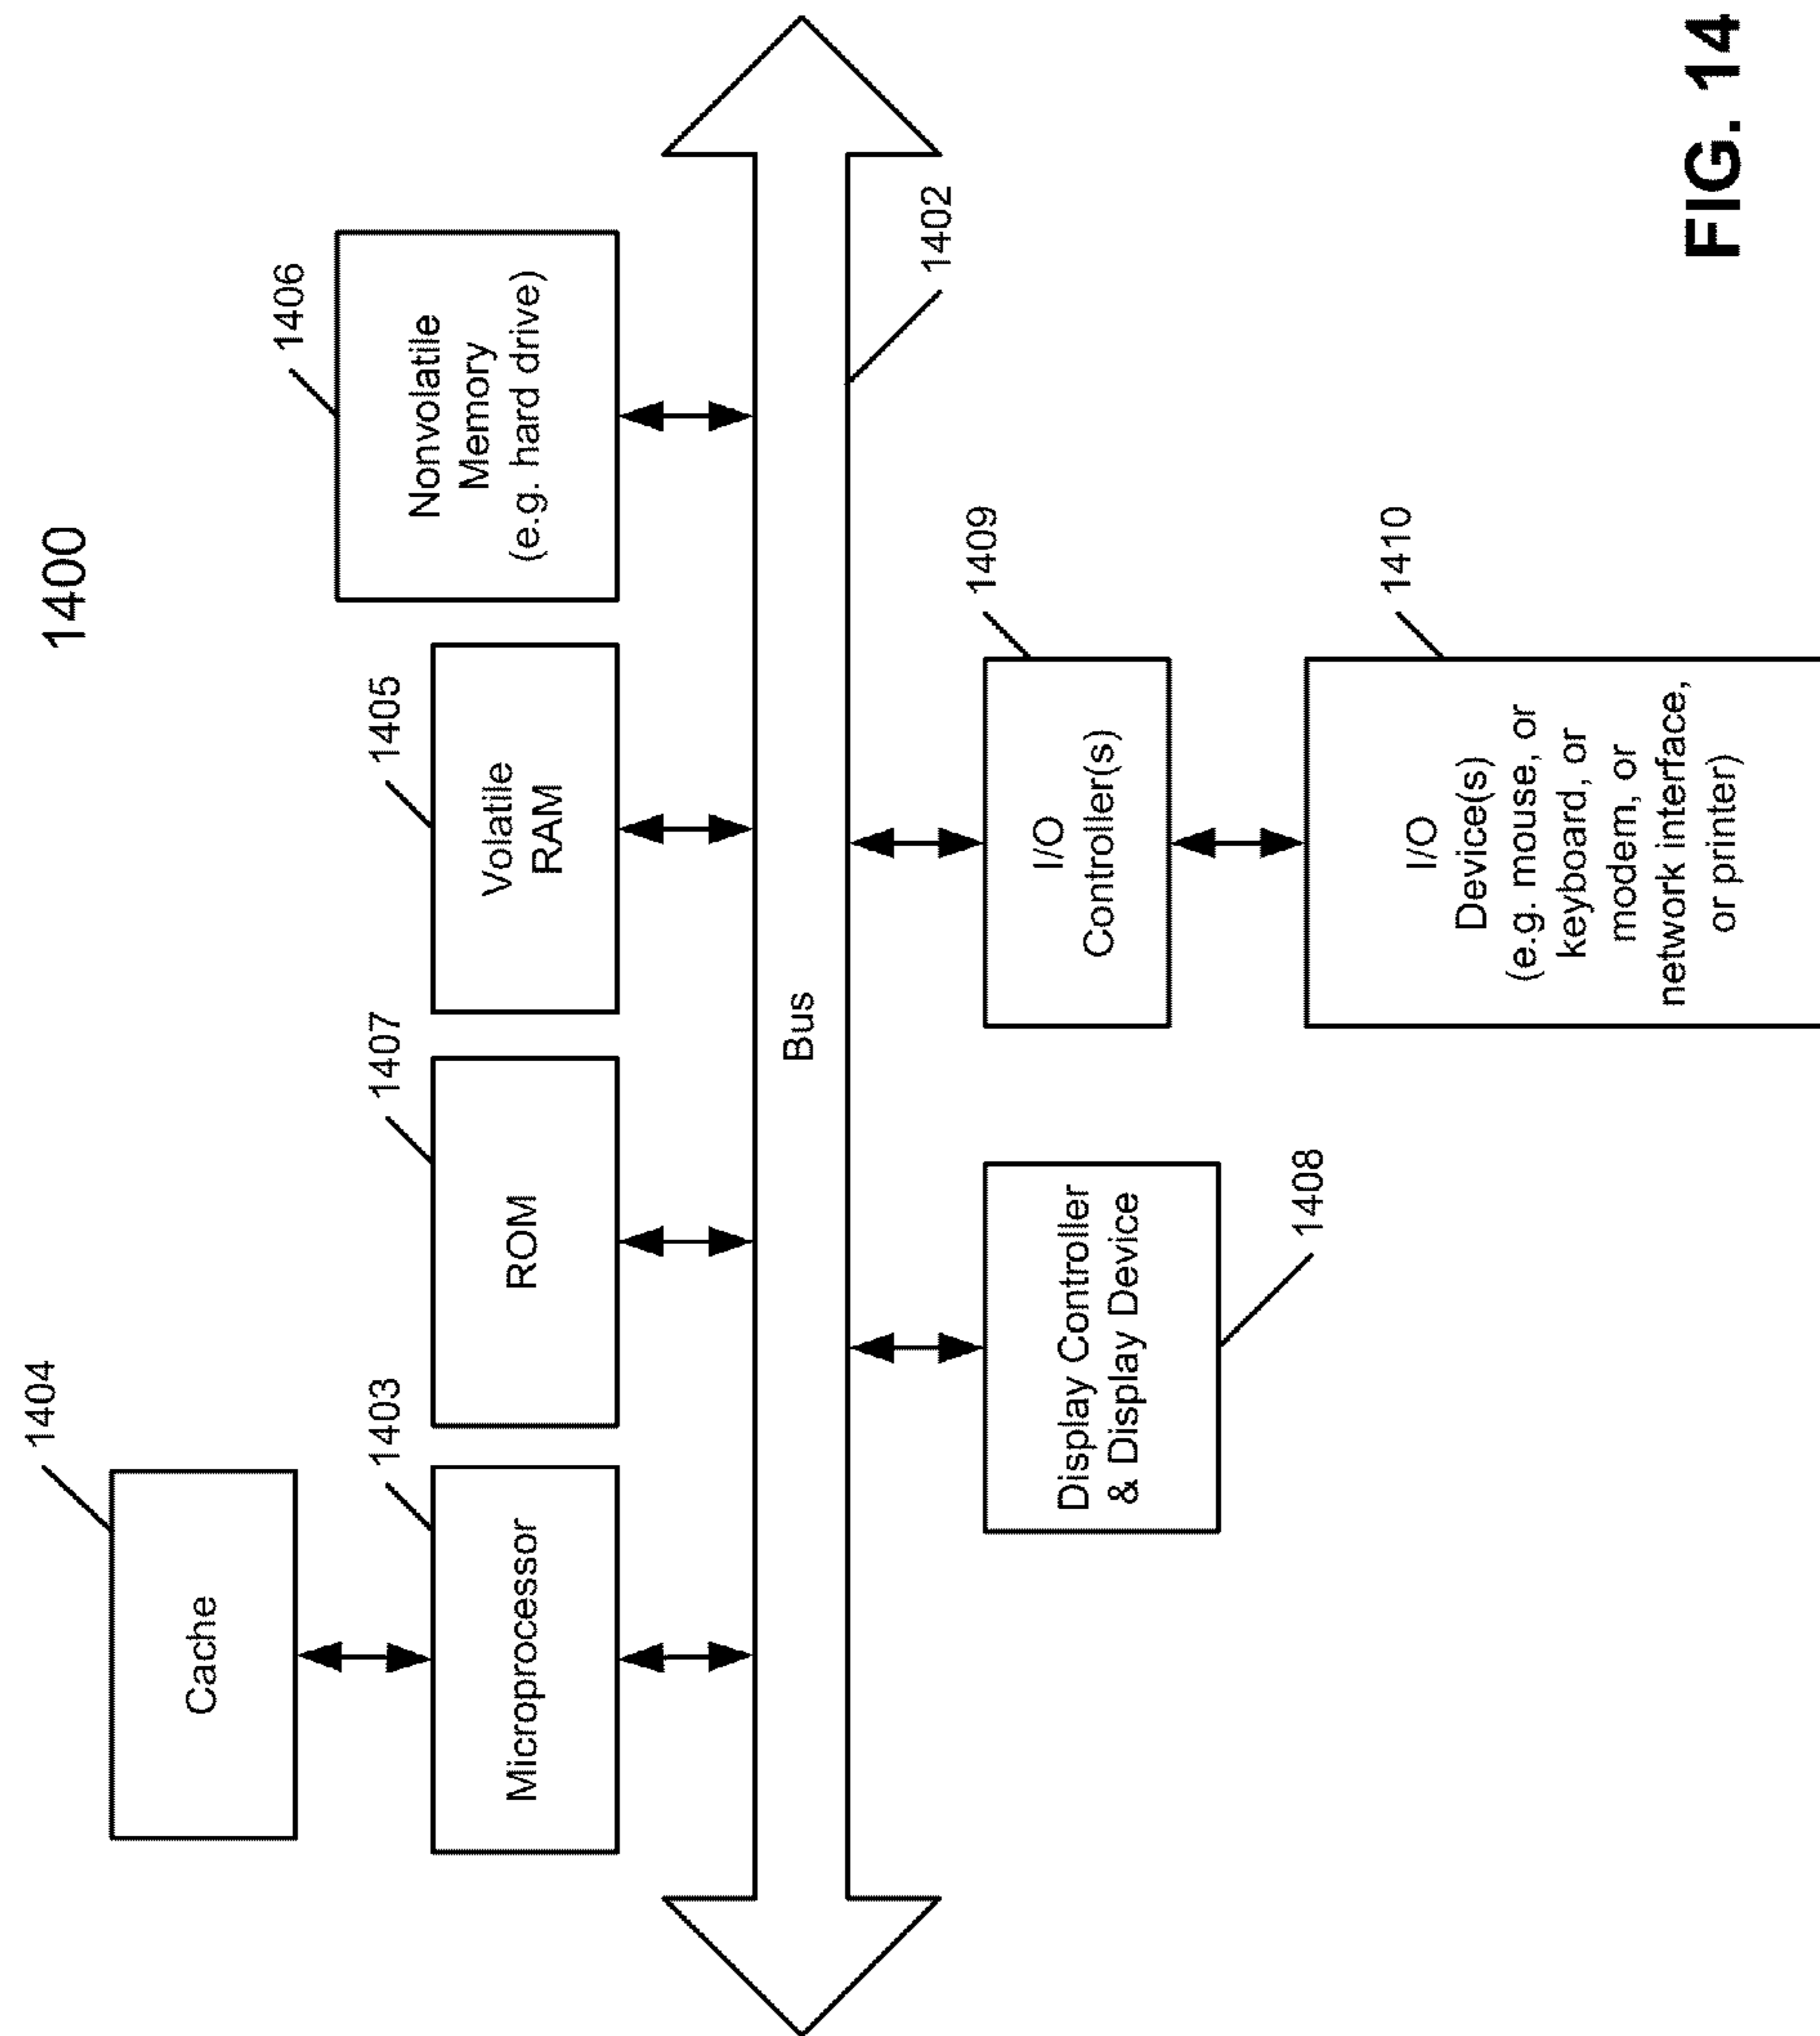 1400
1404
Cache
1403
Microprocessor
1407
ROM
1405
Volatile
RAM
1406
Nonvolatile
Memory
(e.g. hard drive)
Bus
1402
Display Controller
& Display Device
1408
I/O
Controller(s)
1409
I/O
Device(s)
(e.g. mouse, or
keyboard, or
modem, or
network interface,
or printer)
1410
FIG. 14